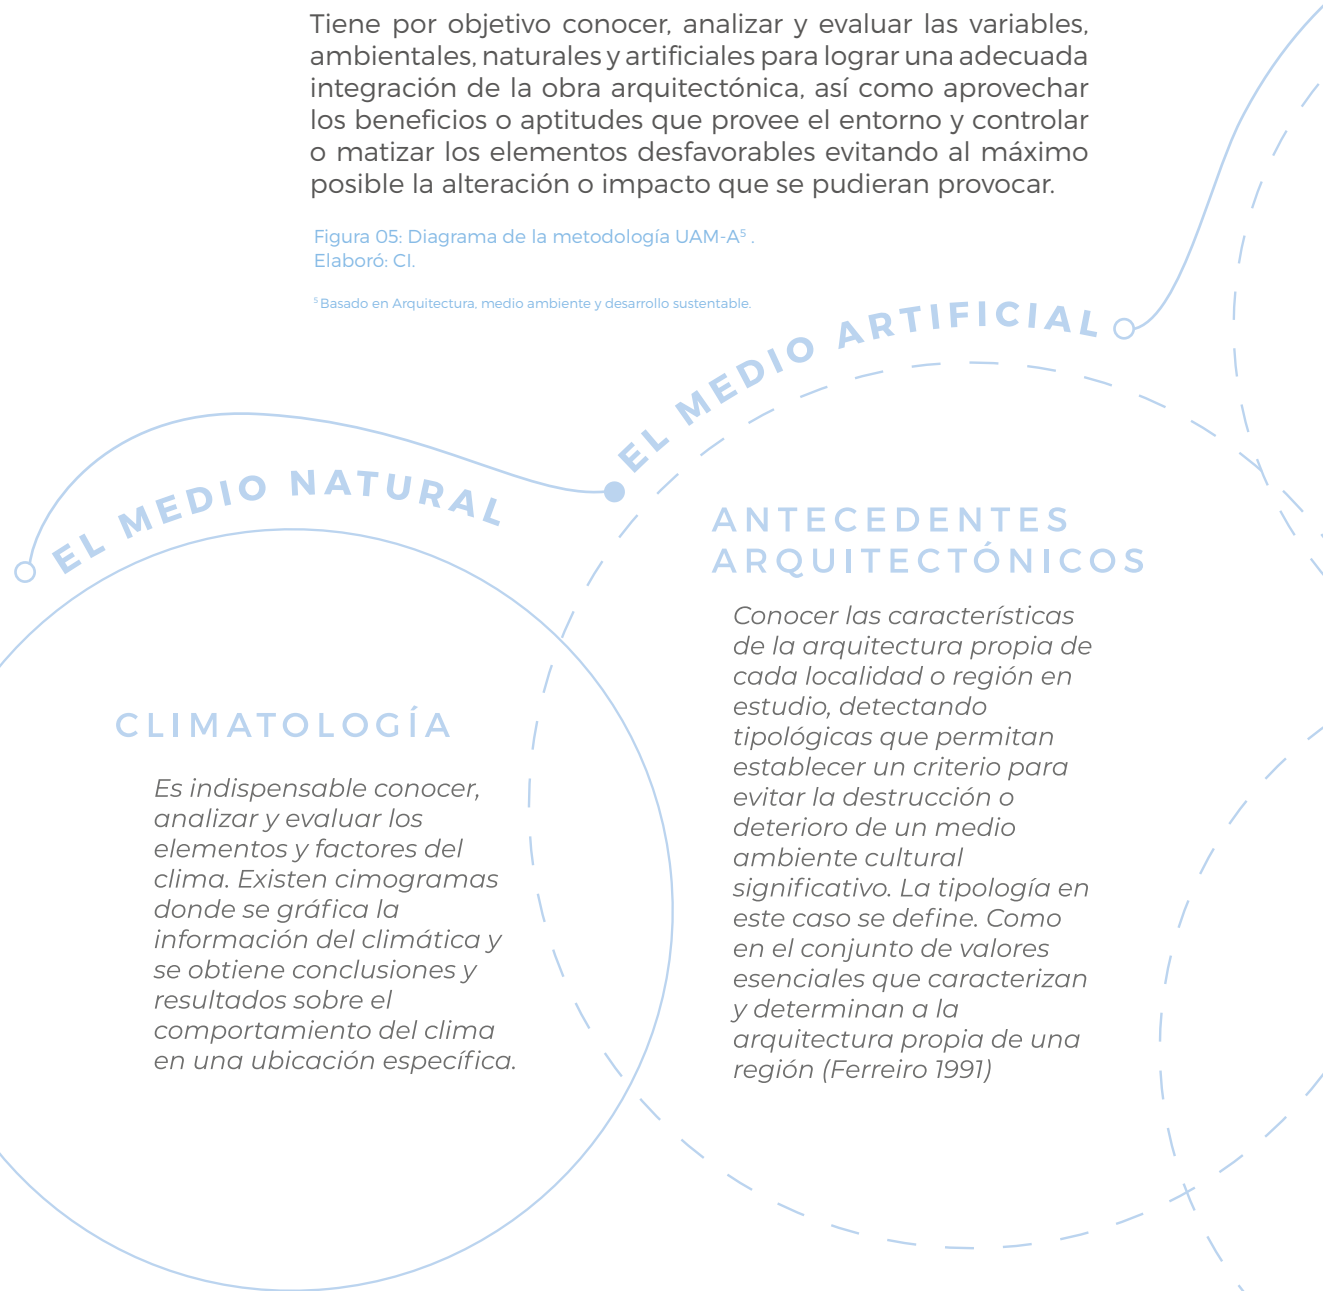 Tiene por objetivo conocer, analizar y evaluar las variables,
ambientales, naturales y artificiales para lograr una adecuada
integración de la obra arquitectónica, así como aprovechar
los beneficios o aptitudes que provee el entorno y controlar
o matizar los elementos desfavorables evitando al máximo
posible la alteración o impacto que se pudieran provocar.
Figura 05: Diagrama de la metodología UAM-A⁵ .
Elaboró: CI.
⁵ Basado en Arquitectura, medio ambiente y desarrollo sustentable.
EL MEDIO NATURAL
CLIMATOLOGÍA
Es indispensable conocer,
analizar y evaluar los
elementos y factores del
clima. Existen cimogramas
donde se gráfica la
información del climática y
se obtiene conclusiones y
resultados sobre el
comportamiento del clima
en una ubicación específica.
EL MEDIO ARTIFICIAL
ANTECEDENTES
ARQUITECTÓNICOS
Conocer las características
de la arquitectura propia de
cada localidad o región en
estudio, detectando
tipológicas que permitan
establecer un criterio para
evitar la destrucción o
deterioro de un medio
ambiente cultural
significativo. La tipología en
este caso se define. Como
en el conjunto de valores
esenciales que caracterizan
y determinan a la
arquitectura propia de una
región (Ferreiro 1991)